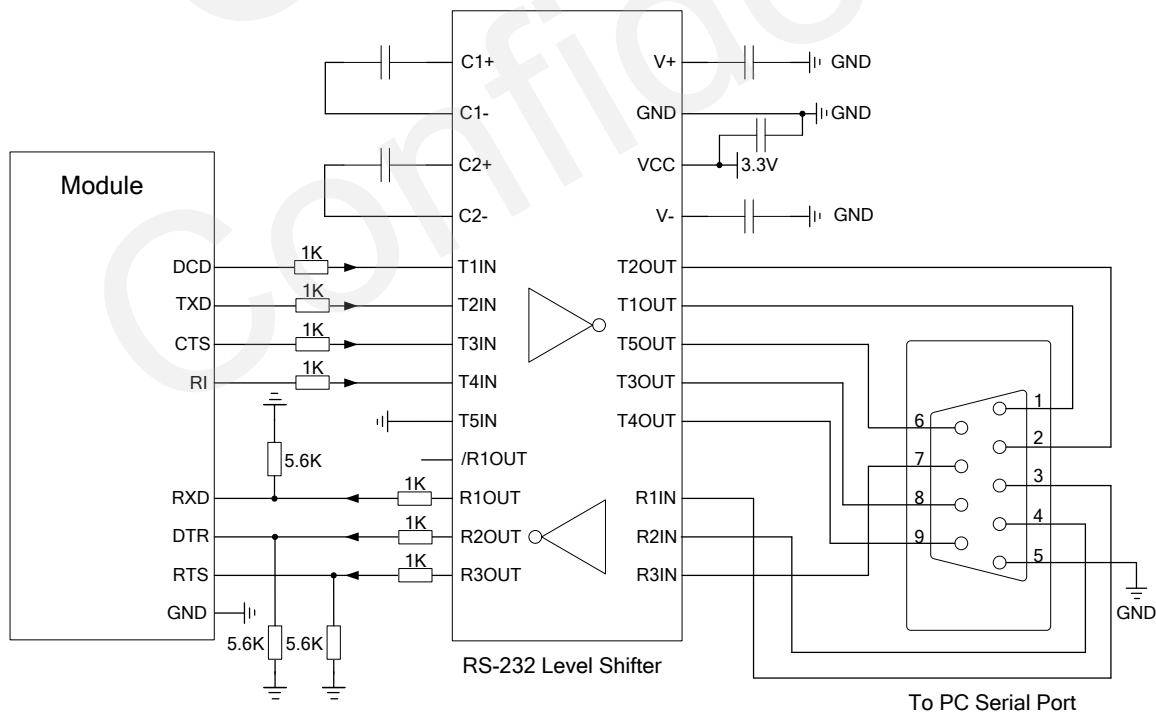 Confide
C1+
V+
GND
C1-
GND
GND
Module
C2+
VCC
3.3V
C2-
V-
GND
DCD
1K
T1IN
T2OUT
TXD
1K
T2IN
T1OUT
CTS
1K
T3IN
T5OUT
RI
1K
T4IN
T3OUT
T5IN
T4OUT
5.6K
/R1OUT
RXD
1K
R1OUT
R1IN
DTR
1K
R2OUT
R2IN
RTS
1K
R3OUT
R3IN
GND
5.6K
5.6K
1
6
2
7
3
8
4
9
5
GND
RS-232 Level Shifter
To PC Serial Port